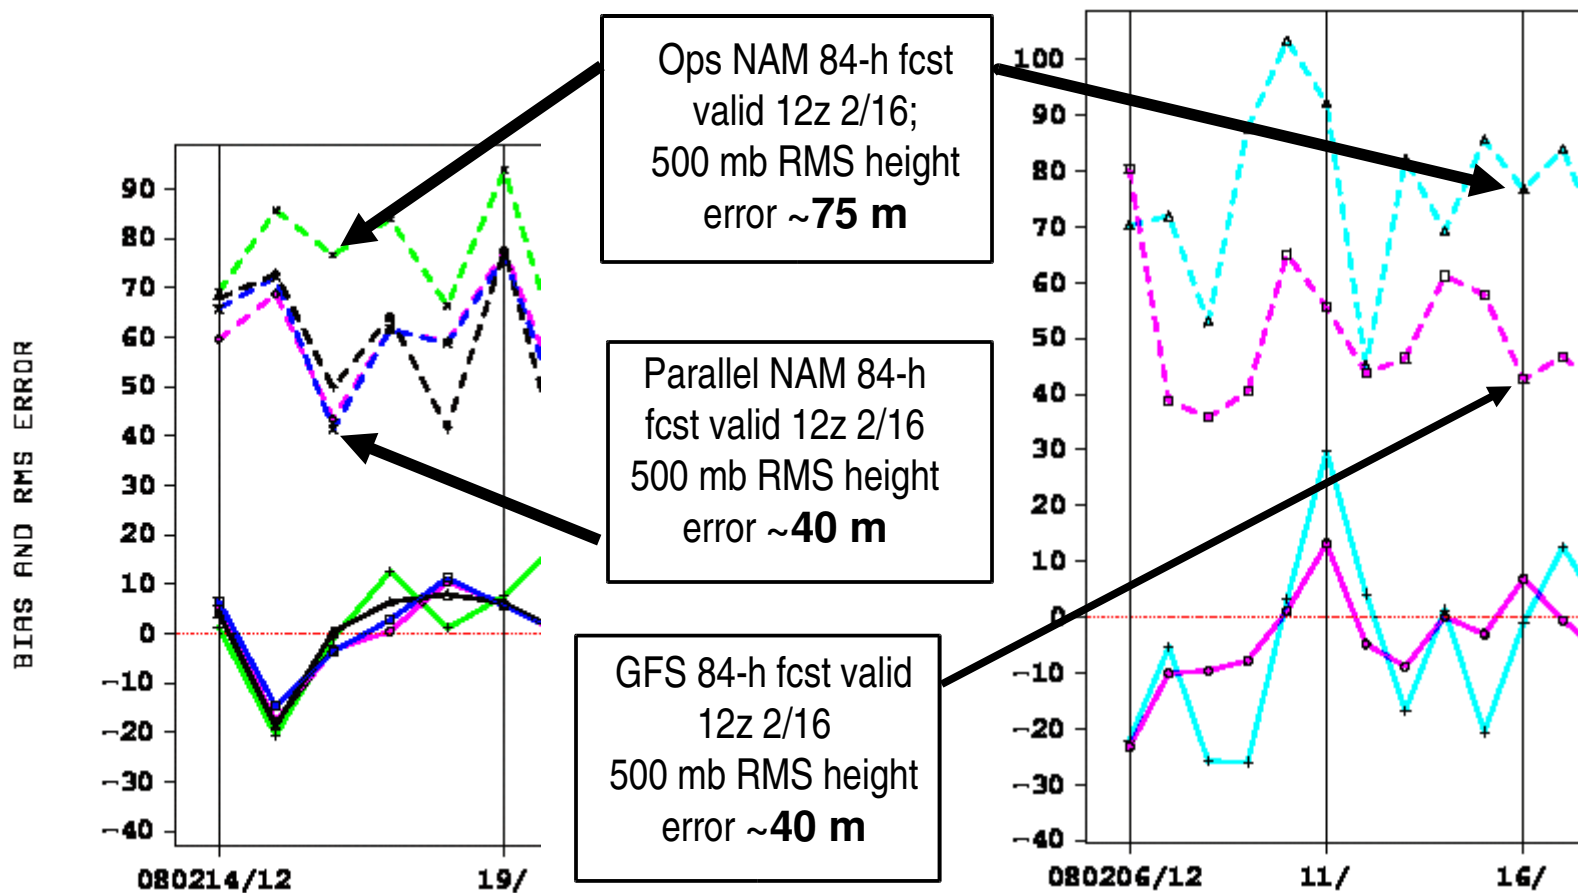 Ops NAM 84-h fcst
valid 12z 2/16;
500 mb RMS height
error ~75 m
Parallel NAM 84-h
fcst valid 12z 2/16
500 mb RMS height
error ~40 m
GFS 84-h fcst valid
12z 2/16
500 mb RMS height
error ~40 m
BIAS AND RMS ERROR
90
80
70
60
50
40
30
20
10
0
-10
-20
-30
-40
080214/12 19/
100
90
80
70
60
50
40
30
20
10
0
-10
-20
-30
-40
080206/12 11/ 16/